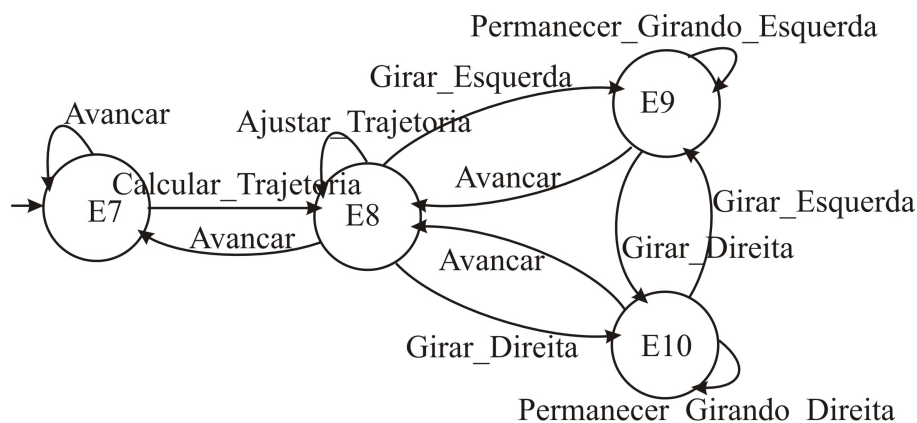 Permanecer_Girando_Esquerda
Girar_Esquerda
E9
Avancar
Ajustar_Trajetoria
Calcular_Trajetoria
Avancar
Girar_Esquerda
E7
E8
Avancar
Girar_Direita
Avancar
Girar_Direita
E10
Permanecer_Girando_Direita